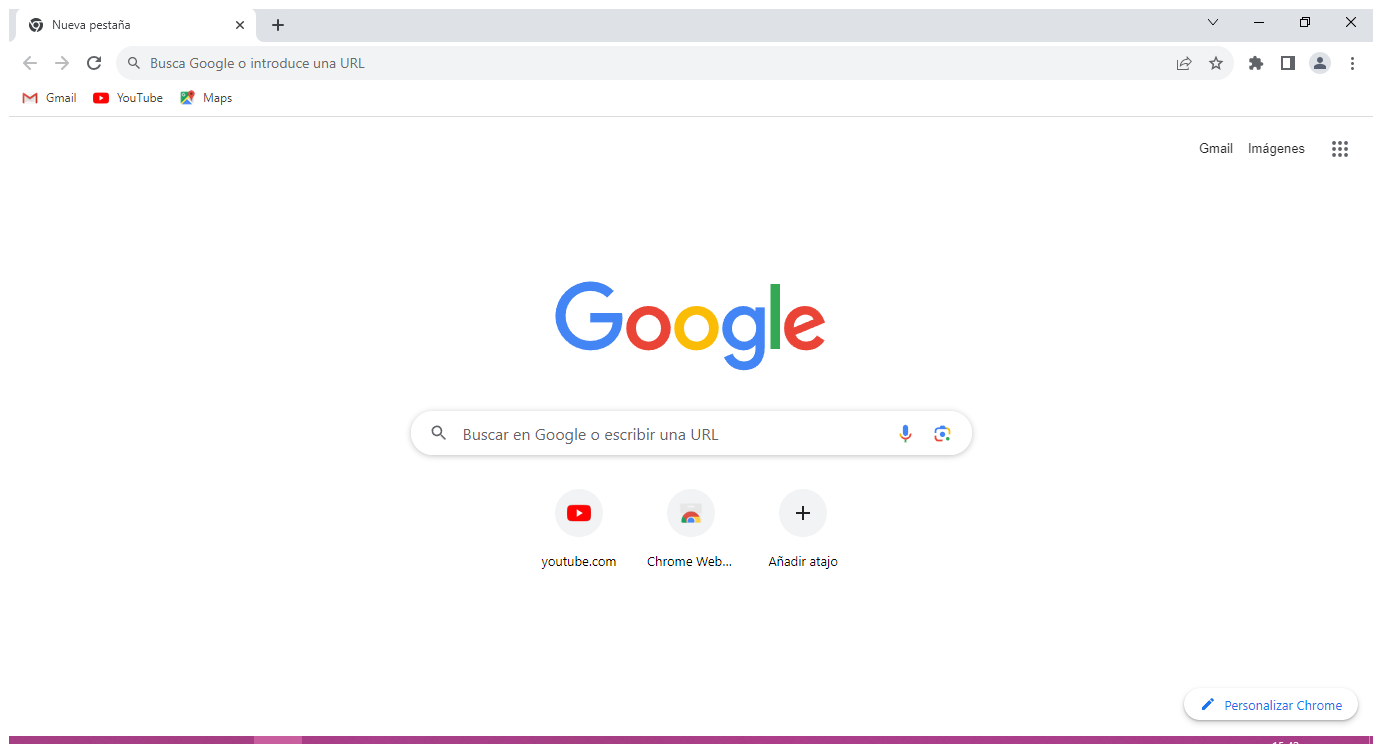 Nueva pestaña
Busca Google o introduce una URL
Gmail YouTube Maps
Gmail Imágenes
Google
Buscar en Google o escribir una URL
youtube.com Chrome Web... Añadir atajo
Personalizar Chrome